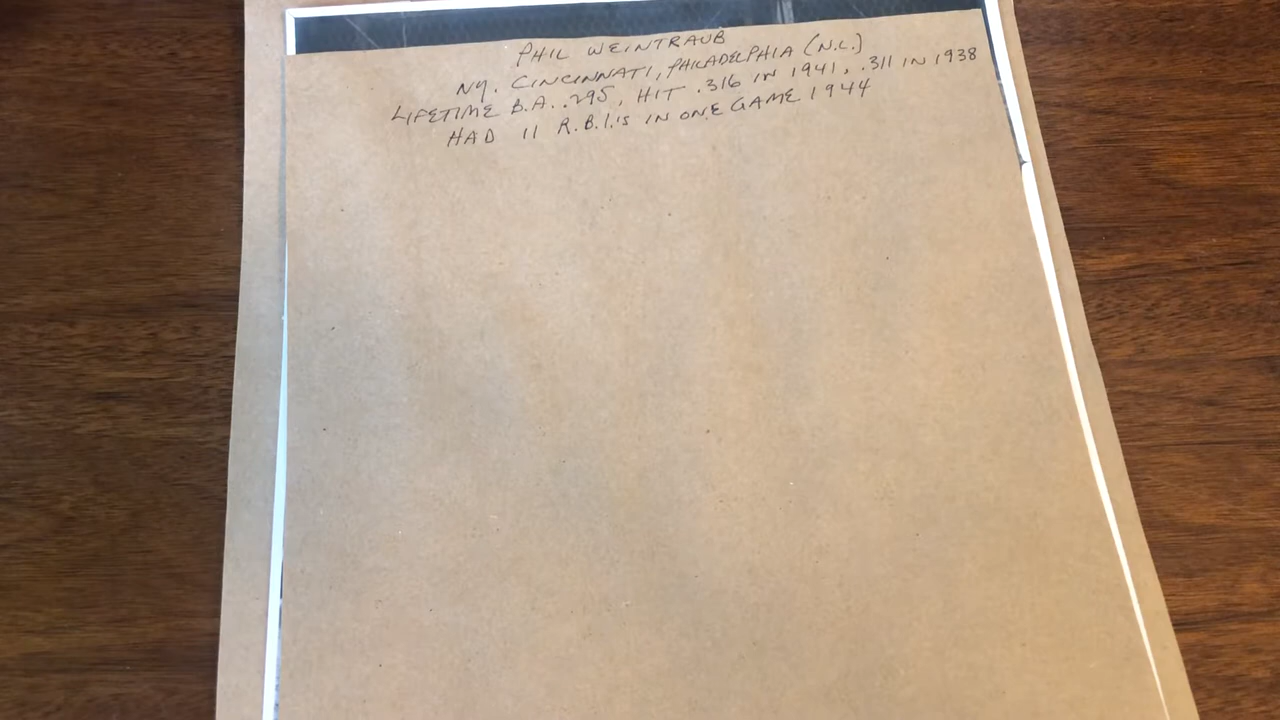 PHIL WEINTRAUB
NY. CINCINNATI, PHILADELPHIA (N.L.)
LIFETIME B.A. .295, HIT .316 IN 1941, .311 IN 1938
HAD 11 R.B.I.'s IN ONE GAME 1944